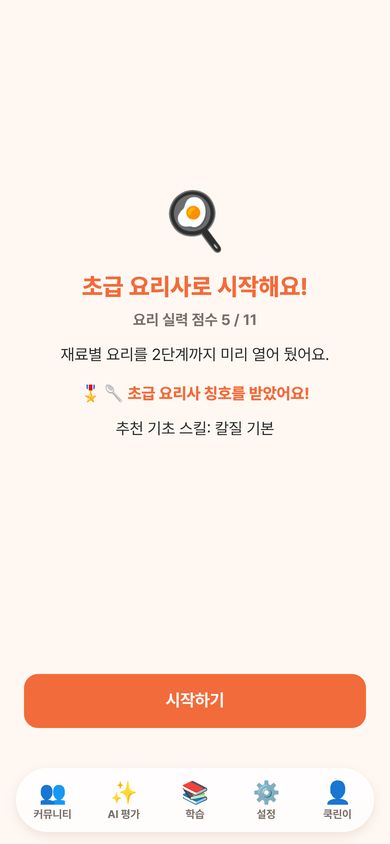 초급 요리사로 시작해요!
요리 실력 점수 5 / 11
재료별 요리를 2단계까지 미리 열어 뒀어요.
🎖️ 🥄 초급 요리사 칭호를 받았어요!
추천 기초 스킬: 칼질 기본
시작하기
커뮤니티
AI 평가
학습
설정
쿡린이